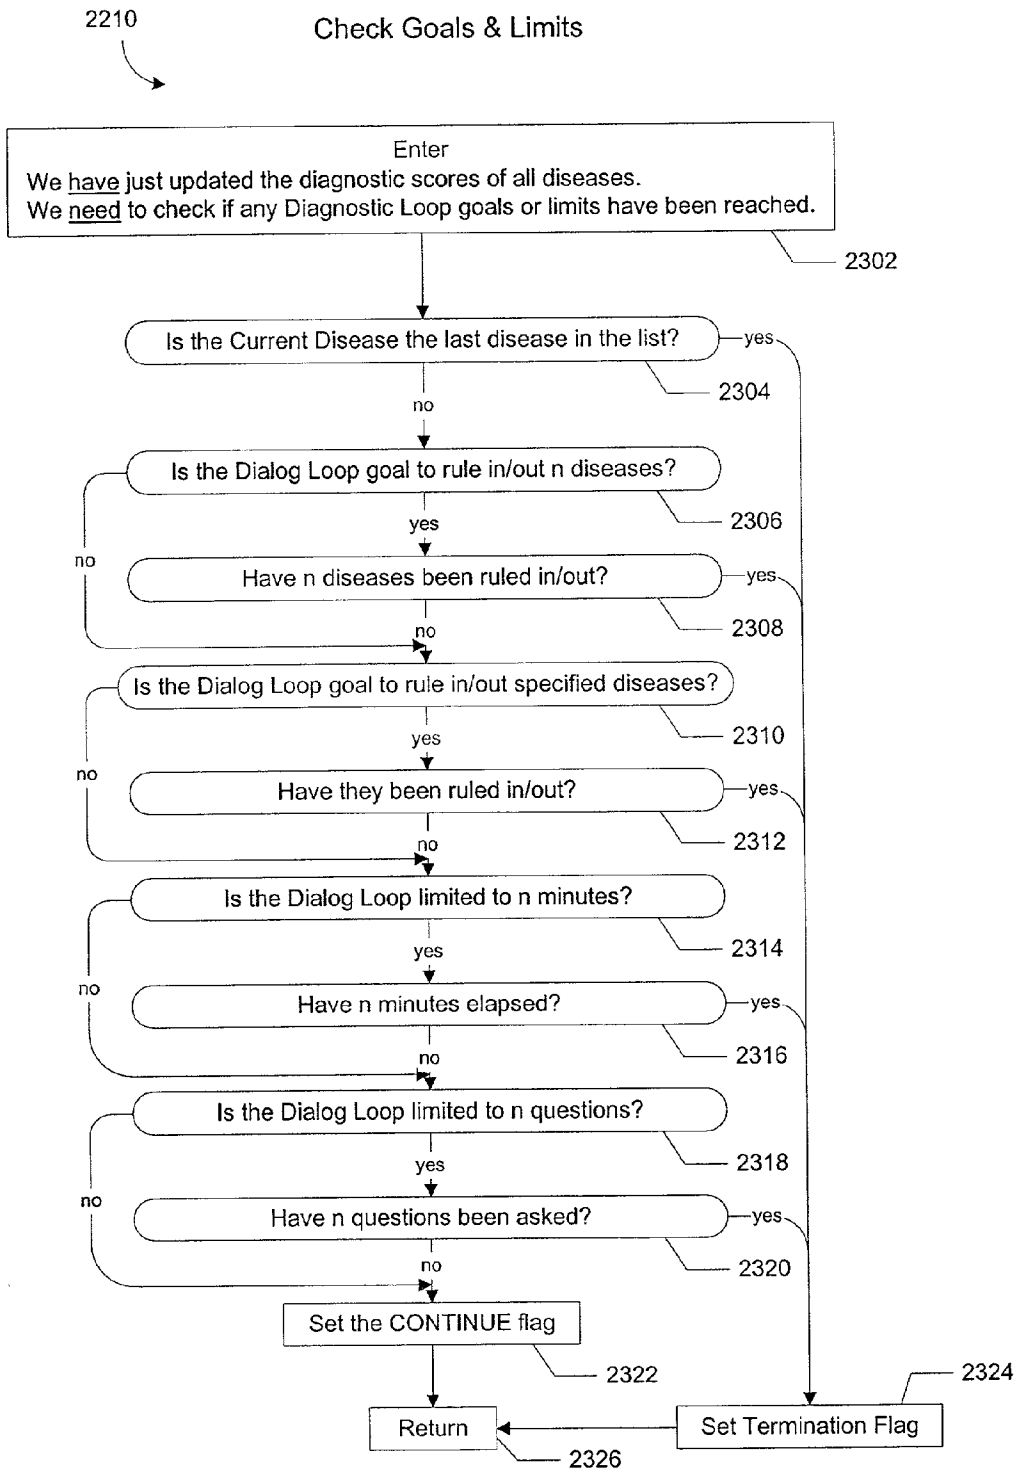 2210
Check Goals & Limits
Enter
We have just updated the diagnostic scores of all diseases.
We need to check if any Diagnostic Loop goals or limits have been reached.
2302
Is the Current Disease the last disease in the list?
yes
2304
no
Is the Dialog Loop goal to rule in/out n diseases?
2306
yes
no
Have n diseases been ruled in/out?
yes
2308
no
Is the Dialog Loop goal to rule in/out specified diseases?
2310
yes
no
Have they been ruled in/out?
yes
2312
no
Is the Dialog Loop limited to n minutes?
2314
yes
no
Have n minutes elapsed?
yes
2316
no
Is the Dialog Loop limited to n questions?
2318
yes
no
Have n questions been asked?
yes
2320
no
Set the CONTINUE flag
2322
2324
Return
Set Termination Flag
2326